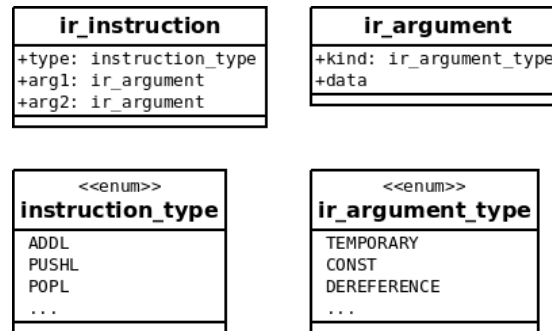 ir_instruction
+type: instruction_type
+arg1: ir_argument
+arg2: ir_argument
ir_argument
+kind: ir_argument_type
+data
<<enum>>
instruction_type
ADDL
PUSHL
POPL
...
<<enum>>
ir_argument_type
TEMPORARY
CONST
DEREFERENCE
...